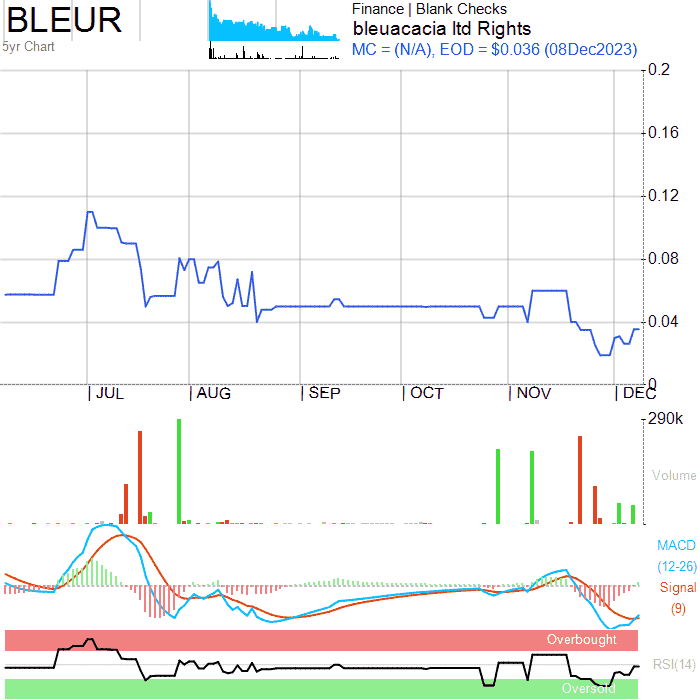 BLEUR
5yr Chart
Finance | Blank Checks
bleuacacia ltd Rights
MC = (N/A), EOD = $0.036 (08Dec2023)
0.2
0.16
0.12
0.08
0.04
0
JUL AUG SEP OCT NOV DEC
290k
Volume
MACD
(12-26)
Signal
(9)
Overbought
RSI(14)
Oversold